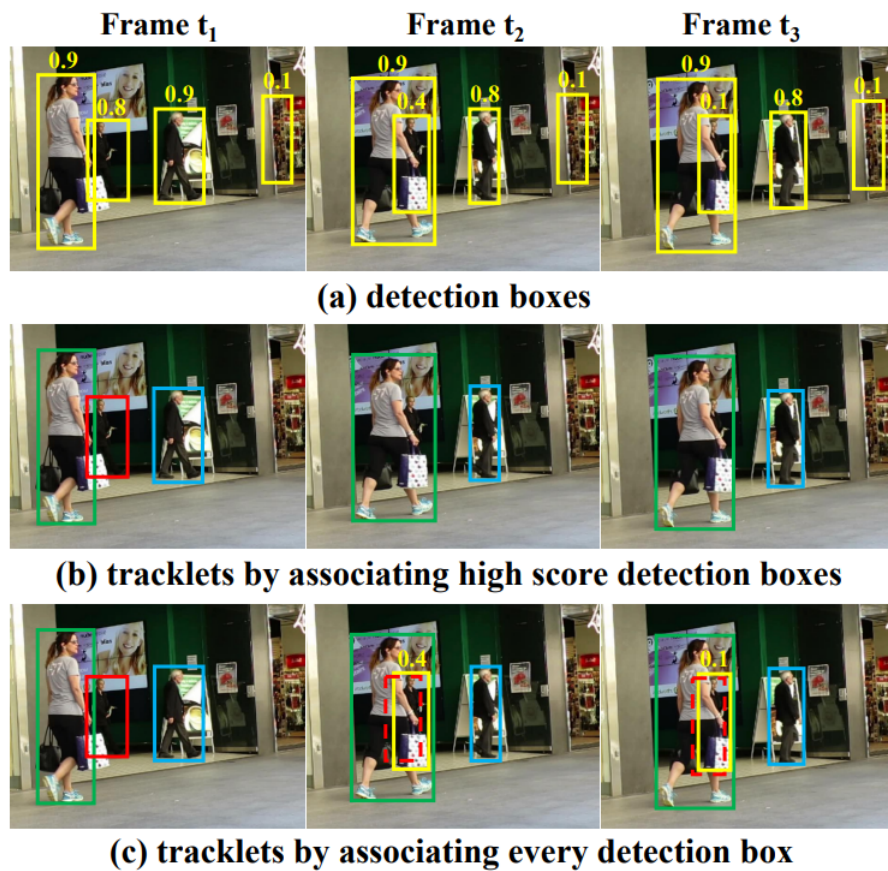 Frame t₁ Frame t₂ Frame t₃
0.9 0.8 0.9 0.1 0.9 0.4 0.8 0.1 0.9 0.1 0.8 0.1
(a) detection boxes
(b) tracklets by associating high score detection boxes
0.4 0.1
(c) tracklets by associating every detection box